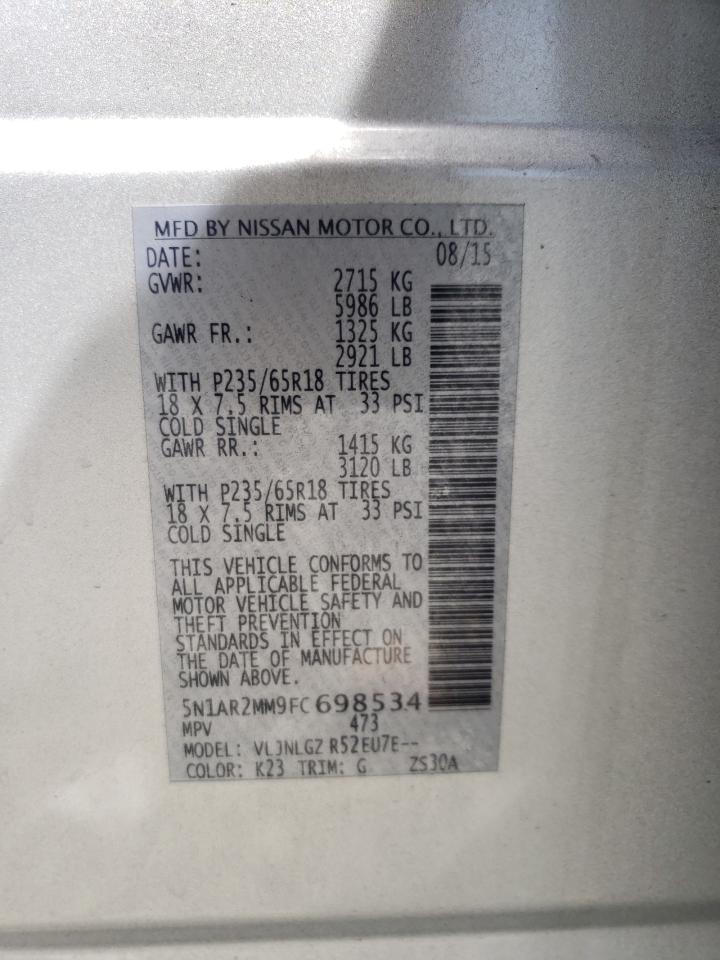 MFD BY NISSAN MOTOR CO., LTD.
DATE: 08/15
GVWR: 2715 KG
5986 LB
GAWR FR.: 1325 KG
2921 LB
WITH P235/65R18 TIRES
18 X 7.5 RIMS AT 33 PSI
COLD SINGLE
GAWR RR.: 1415 KG
3120 LB
WITH P235/65R18 TIRES
18 X 7.5 RIMS AT 33 PSI
COLD SINGLE
THIS VEHICLE CONFORMS TO
ALL APPLICABLE FEDERAL
MOTOR VEHICLE SAFETY AND
THEFT PREVENTION
STANDARDS IN EFFECT ON
THE DATE OF MANUFACTURE
SHOWN ABOVE.
5N1AR2MM9FC698534
MPV 473
MODEL: VLJNLGZ R52EU7E--
COLOR: K23 TRIM: G ZS30A